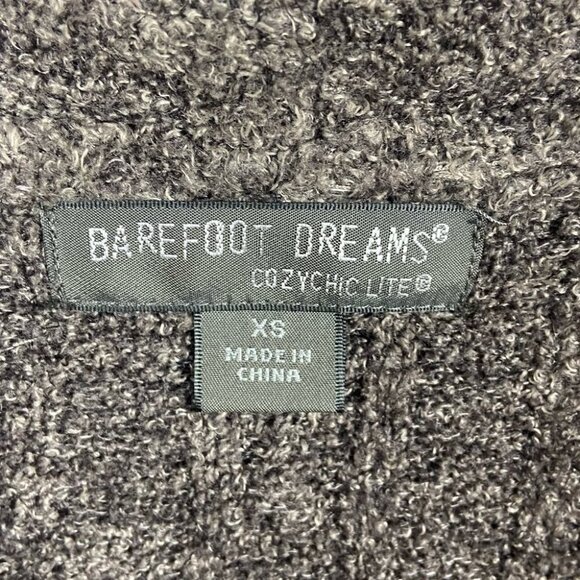 BAREFOOT DREAMS®
COZYCHIC LITE®
XS
MADE IN
CHINA